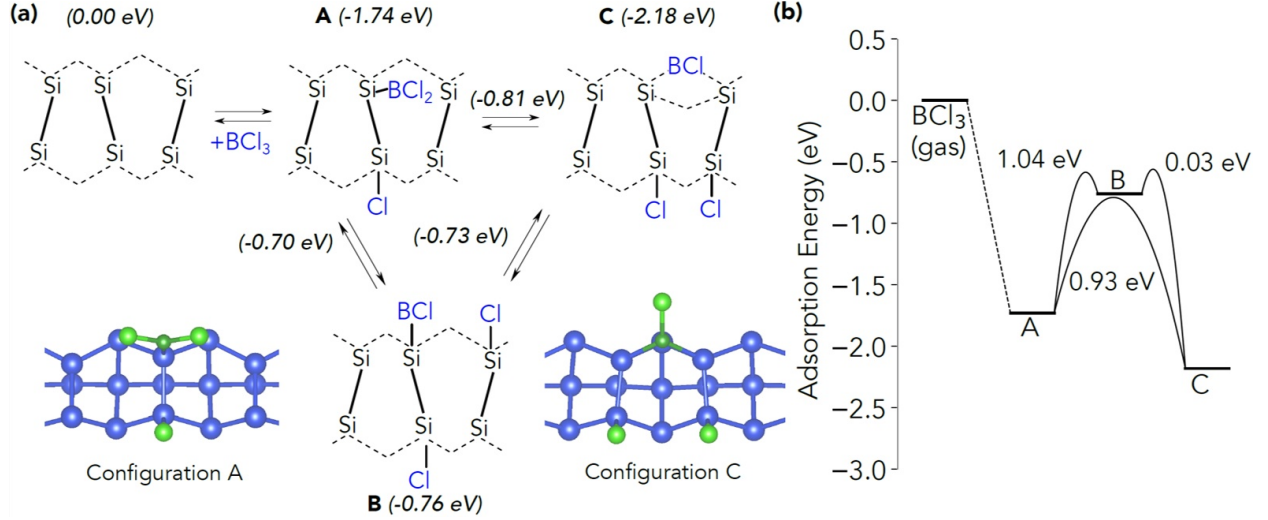 (a)
(0.00 eV)
A (-1.74 eV)
C (-2.18 eV)
Si Si Si
Si Si Si
+BCl₃
Si Si-BCl₂ Si
Si Si Si
Cl
(-0.81 eV)
BCl
Si Si Si
Si Si Si
Cl Cl
(-0.70 eV)
(-0.73 eV)
BCl Cl
Si Si Si
Si Si Si
Cl
B (-0.76 eV)
Configuration A
Configuration C
(b)
Adsorption Energy (eV)
0.5
0.0
−0.5
−1.0
−1.5
−2.0
−2.5
−3.0
BCl₃
(gas)
1.04 eV
B
0.03 eV
0.93 eV
A
C